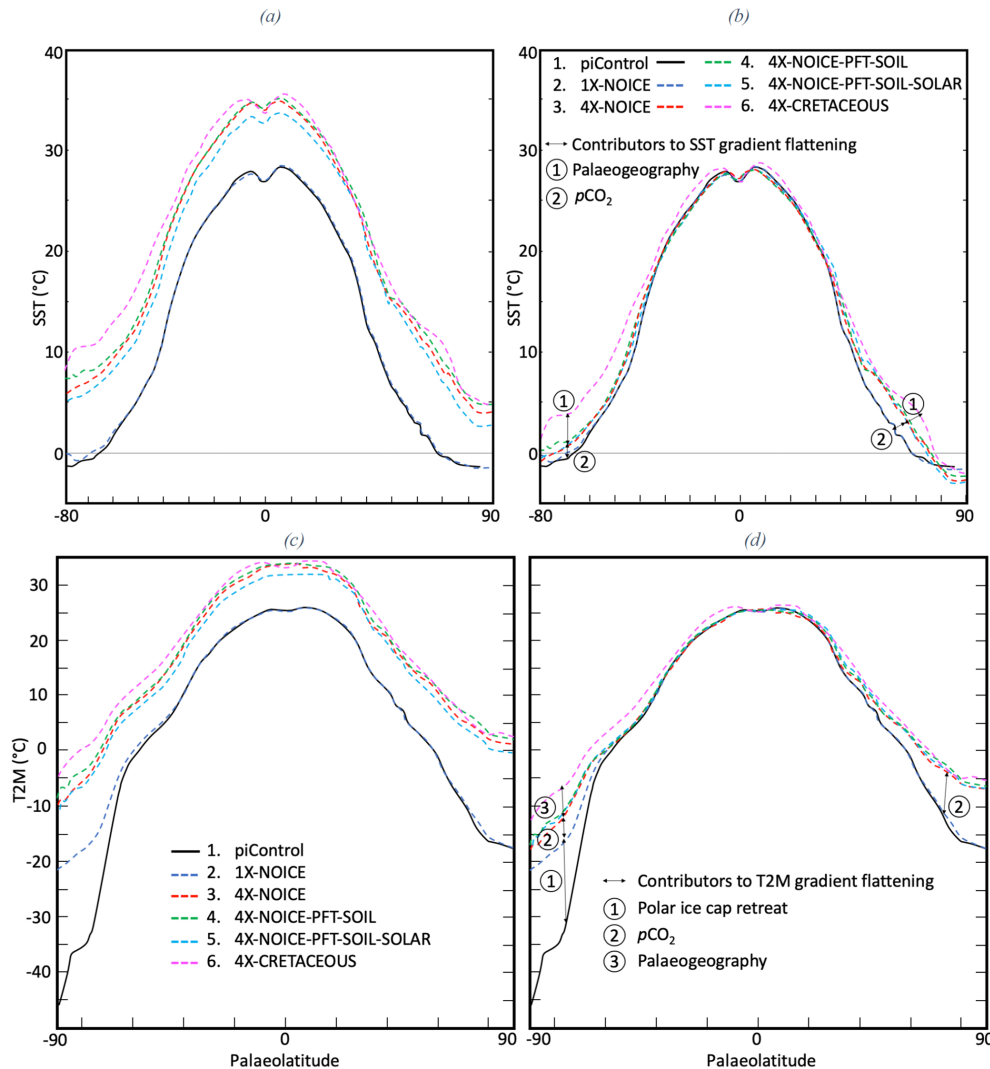 (a)
(b)
40
30
20
10
0
-80
0
90
SST (°C)
40
30
20
10
0
-80
0
90
SST (°C)
1. piControl
2. 1X-NOICE
3. 4X-NOICE
4. 4X-NOICE-PFT-SOIL
5. 4X-NOICE-PFT-SOIL-SOLAR
6. 4X-CRETACEOUS
Contributors to SST gradient flattening
1 Palaeogeography
2 pCO₂
1
2
1
2
(c)
(d)
30
20
10
0
-10
-20
-30
-40
-90
0
90
T2M (°C)
Palaeolatitude
1. piControl
2. 1X-NOICE
3. 4X-NOICE
4. 4X-NOICE-PFT-SOIL
5. 4X-NOICE-PFT-SOIL-SOLAR
6. 4X-CRETACEOUS
3
2
1
2
Contributors to T2M gradient flattening
1 Polar ice cap retreat
2 pCO₂
3 Palaeogeography
-90
0
90
Palaeolatitude